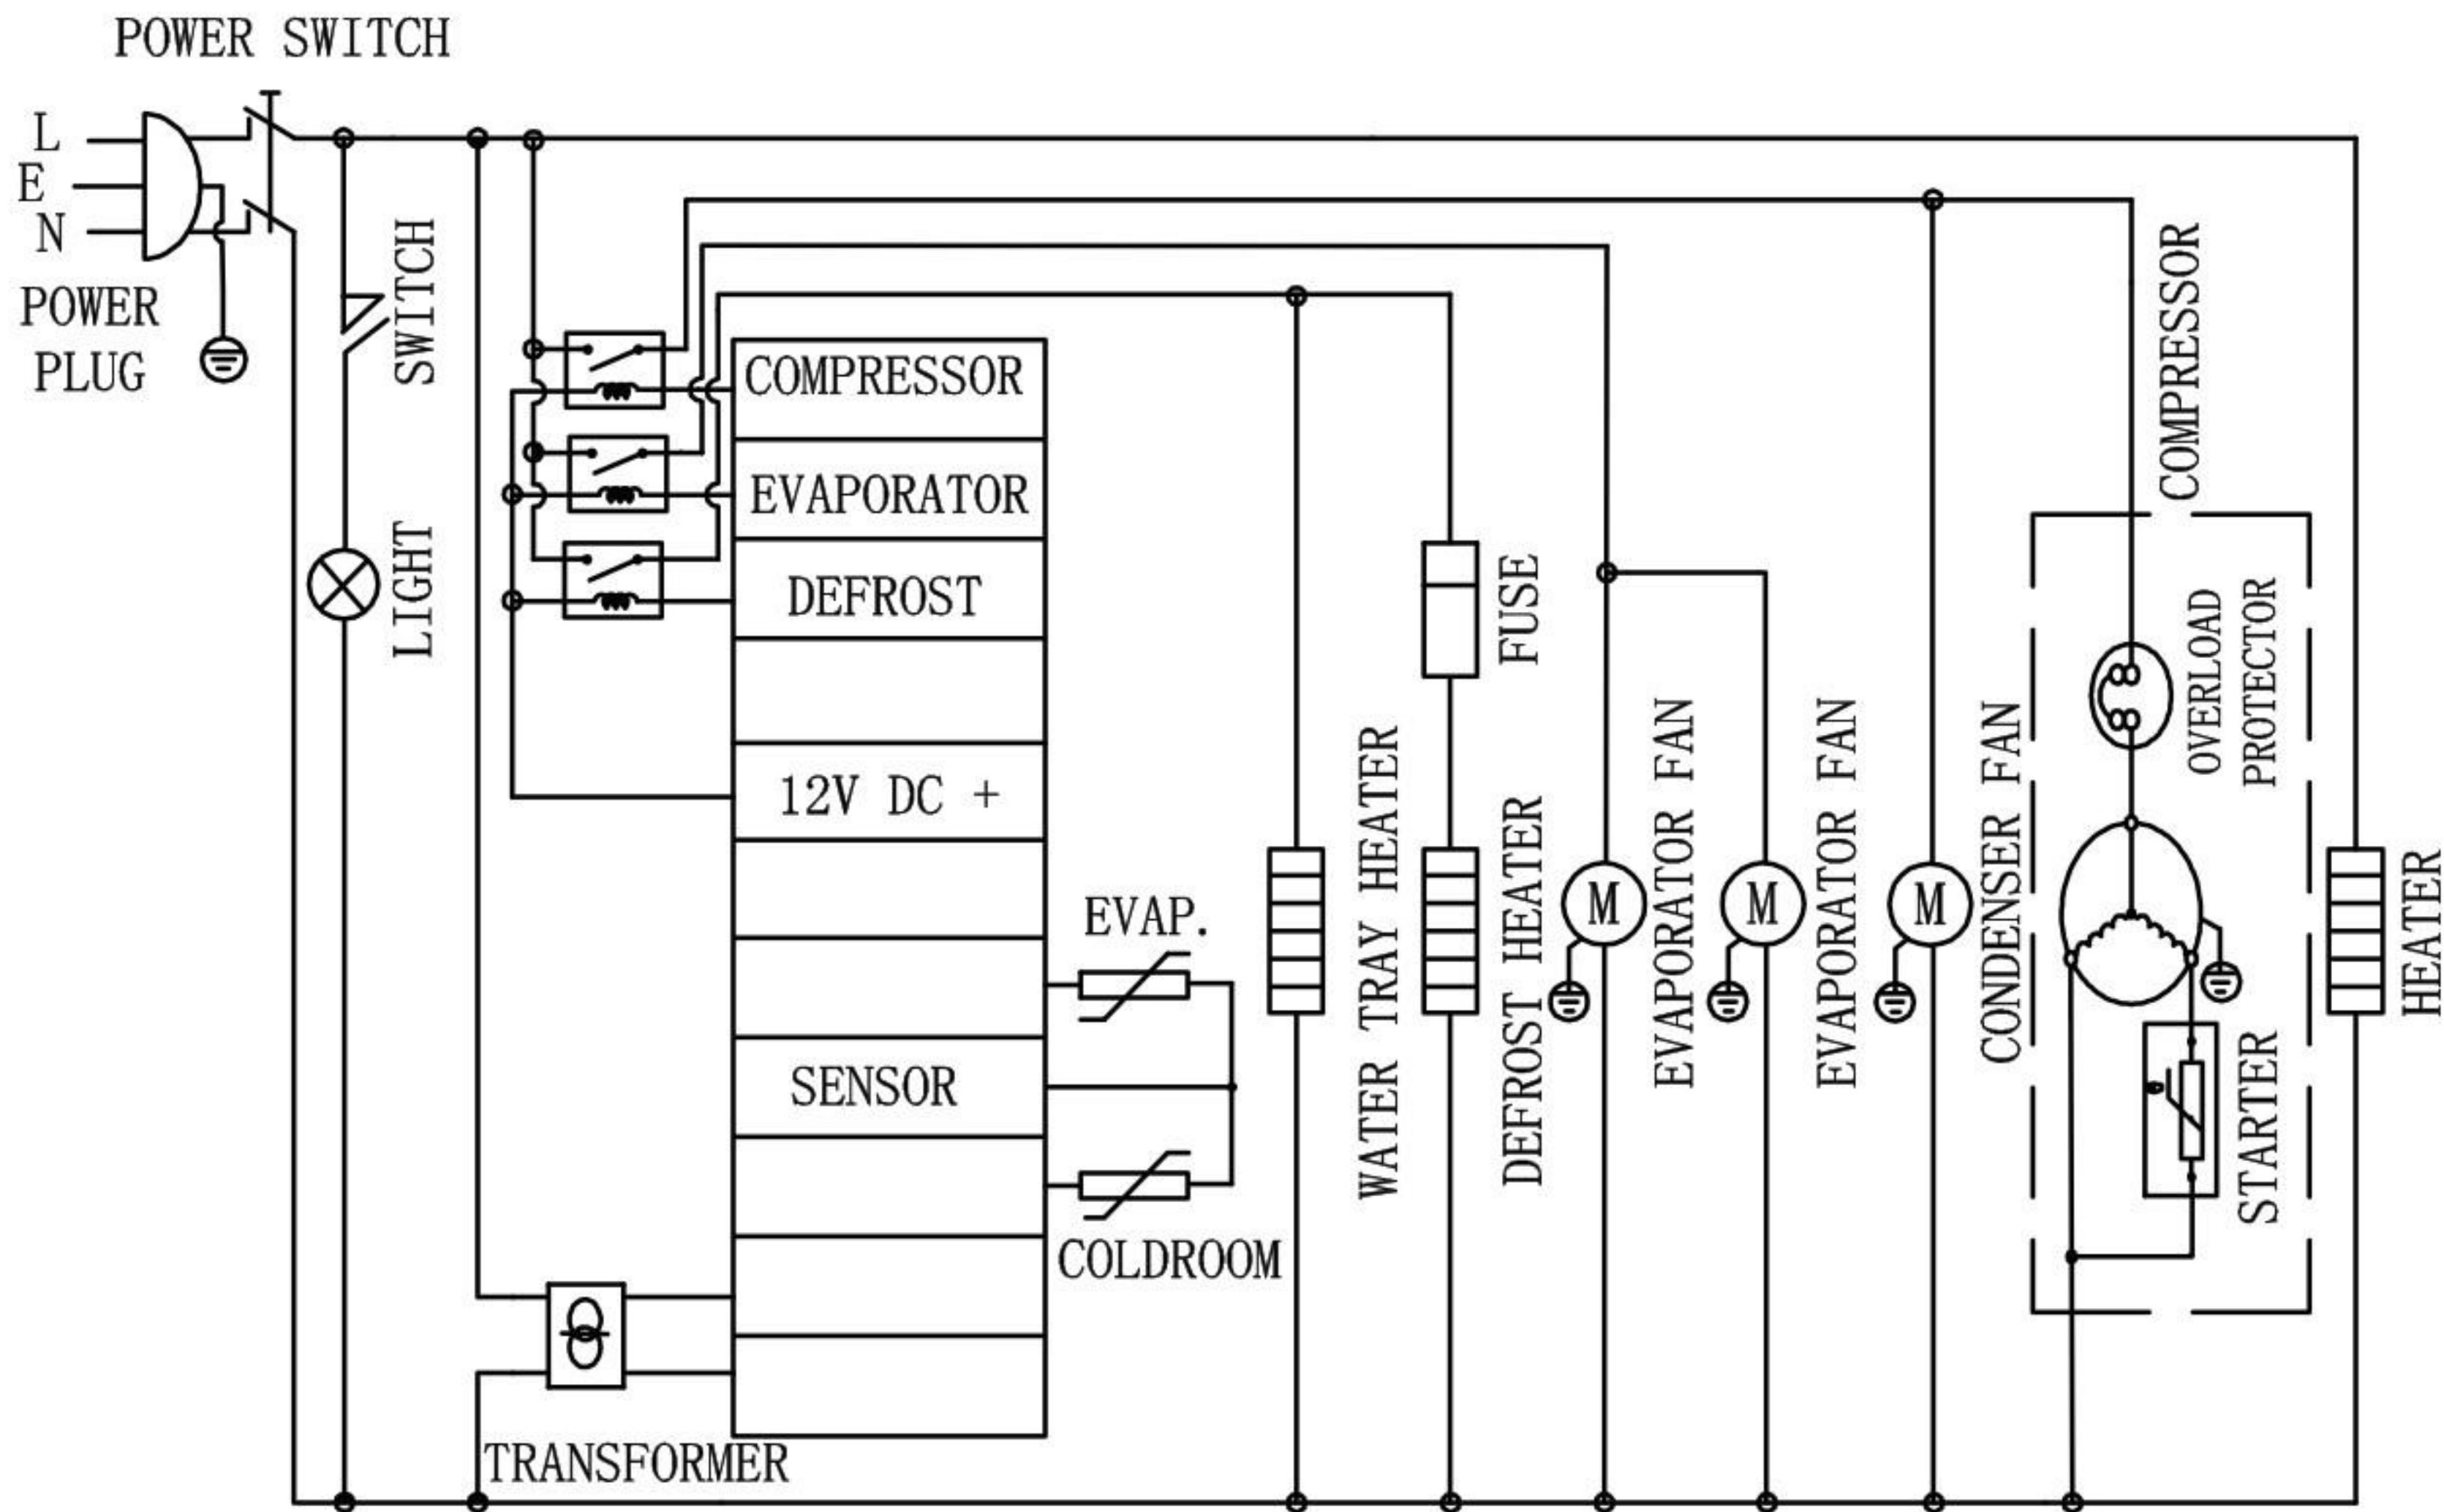 POWER SWITCH
L
E
N
POWER
PLUG
SWITCH
LIGHT
COMPRESSOR
EVAPORATOR
DEFROST
12V DC +
SENSOR
EVAP.
COLDROOM
TRANSFORMER
WATER TRAY HEATER
FUSE
DEFROST HEATER
M
EVAPORATOR FAN
M
EVAPORATOR FAN
M
CONDENSER FAN
COMPRESSOR
OVERLOAD
PROTECTOR
STARTER
HEATER